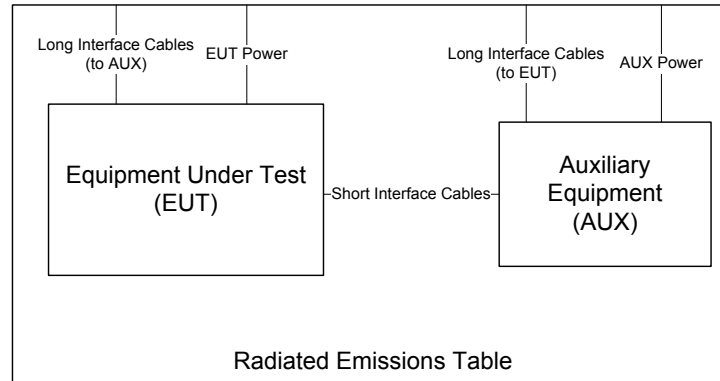 Long Interface Cables
(to AUX)
EUT Power
Long Interface Cables
(to EUT)
AUX Power
Equipment Under Test
(EUT)
Short Interface Cables
Auxiliary
Equipment
(AUX)
Radiated Emissions Table